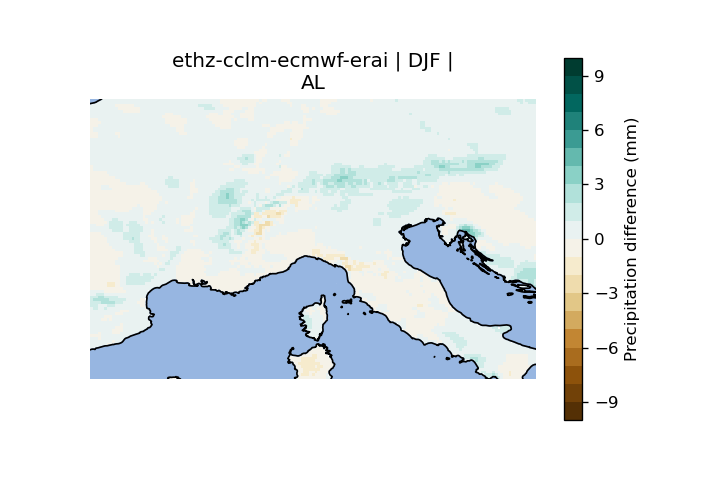 ethz-cclm-ecmwf-erai | DJF |
AL
9
6
3
0
−3
−6
−9
Precipitation difference (mm)